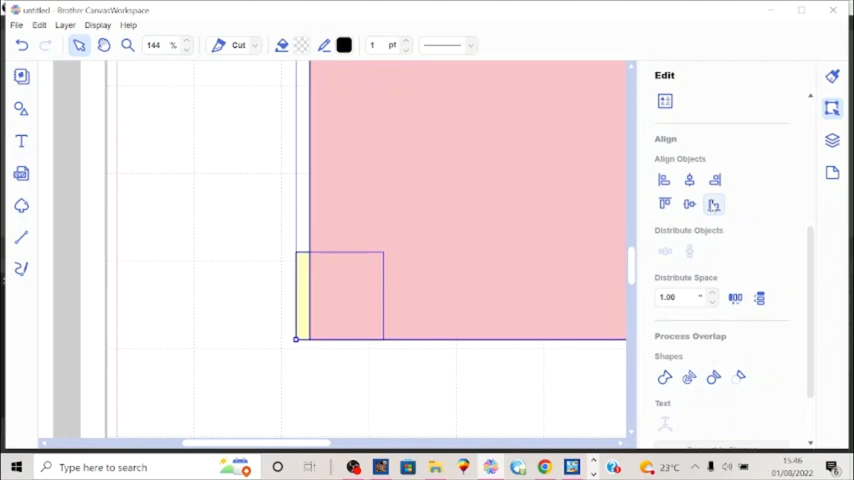 untitled - Brother CanvasWorkspace
File Edit Layer Display Help
144 % Cut 1 pt
Edit
Align
Align Objects
Distribute Objects
Distribute Space
1.00 "
Process Overlap
Shapes
Text
Type here to search
23°C
15:46
01/08/2022
6